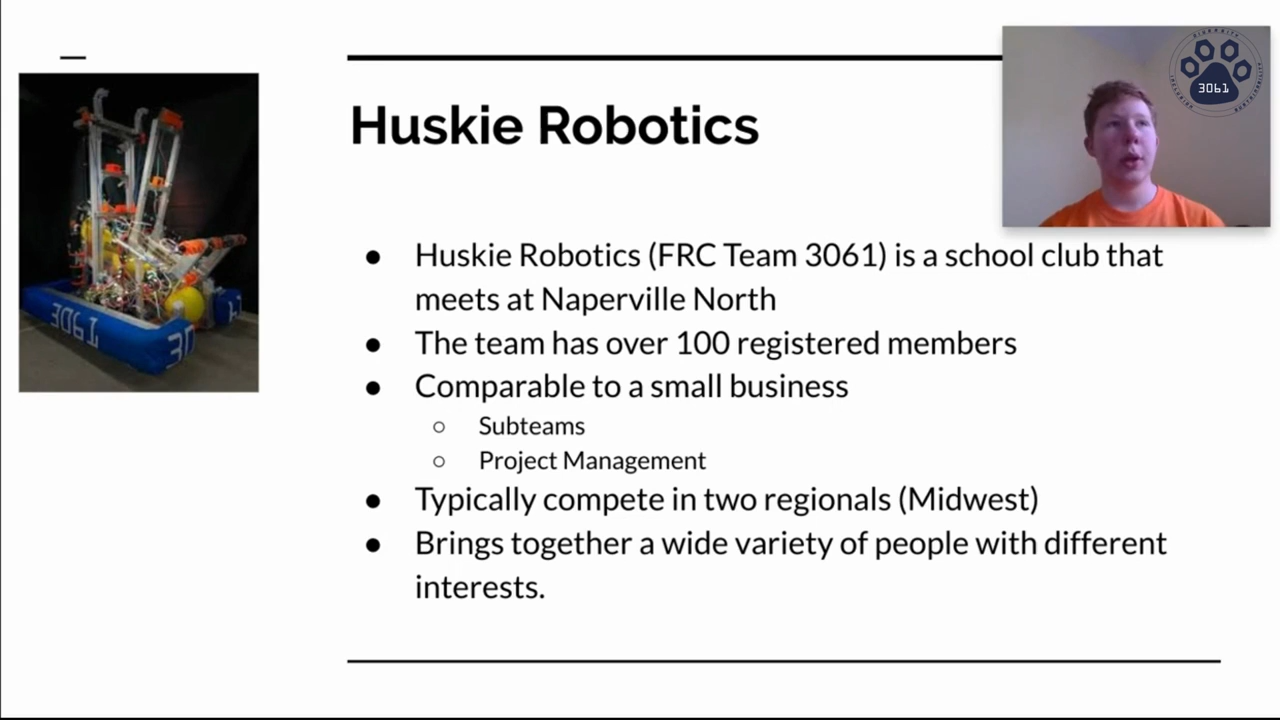 Huskie Robotics
3061
Huskie Robotics (FRC Team 3061) is a school club that
meets at Naperville North
The team has over 100 registered members
Comparable to a small business
Subteams
Project Management
Typically compete in two regionals (Midwest)
Brings together a wide variety of people with different
interests.
3061